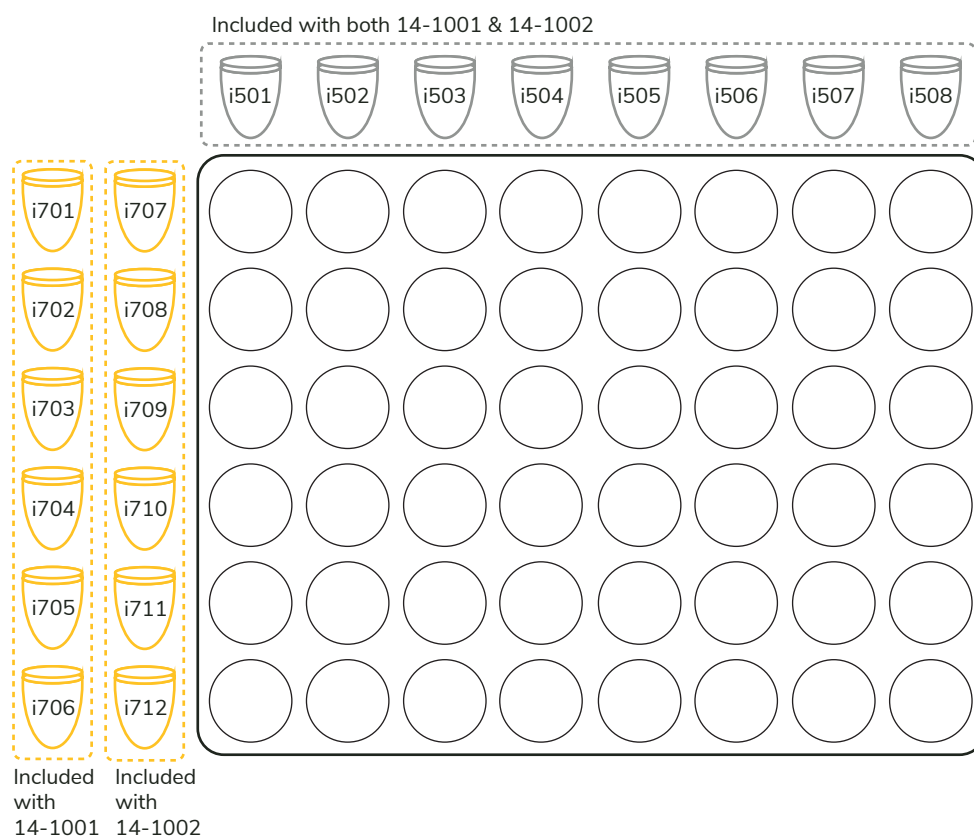 Included with both 14-1001 & 14-1002
i501 i502 i503 i504 i505 i506 i507 i508
i701 i707
i702 i708
i703 i709
i704 i710
i705 i711
i706 i712
Included Included
with with
14-1001 14-1002